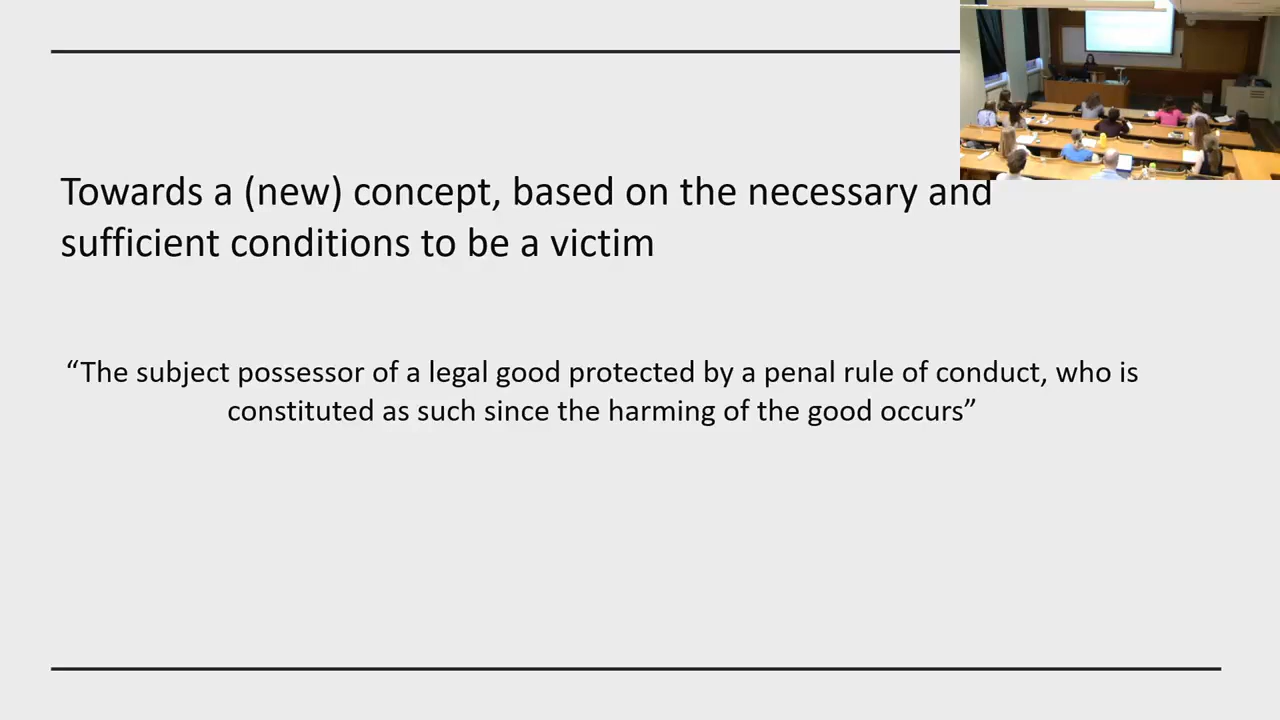 Towards a (new) concept, based on the necessary and
sufficient conditions to be a victim
“The subject possessor of a legal good protected by a penal rule of conduct, who is
constituted as such since the harming of the good occurs”